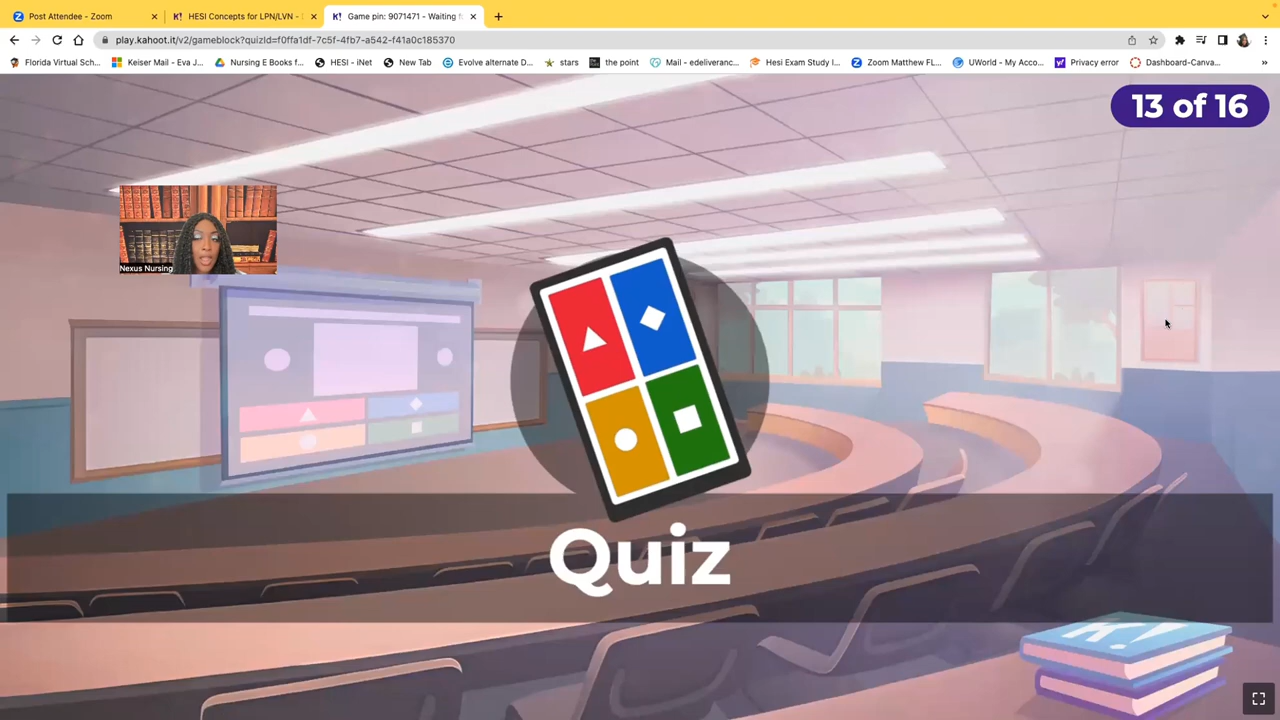 Post Attendee - Zoom
HESI Concepts for LPN/LVN -
Game pin: 9071471 - Waiting f
play.kahoot.it/v2/gameblock?quizId=f0ffa1df-7c5f-4fb7-a542-f41a0c185370
Florida Virtual Sch...
Keiser Mail - Eva J...
Nursing E Books f...
HESI - iNet
New Tab
Evolve alternate D...
stars
the point
Mail - edeliveranc...
Hesi Exam Study I...
Zoom Matthew FL...
UWorld - My Acco...
Privacy error
Dashboard-Canva...
13 of 16
Nexus Nursing
Quiz
K!